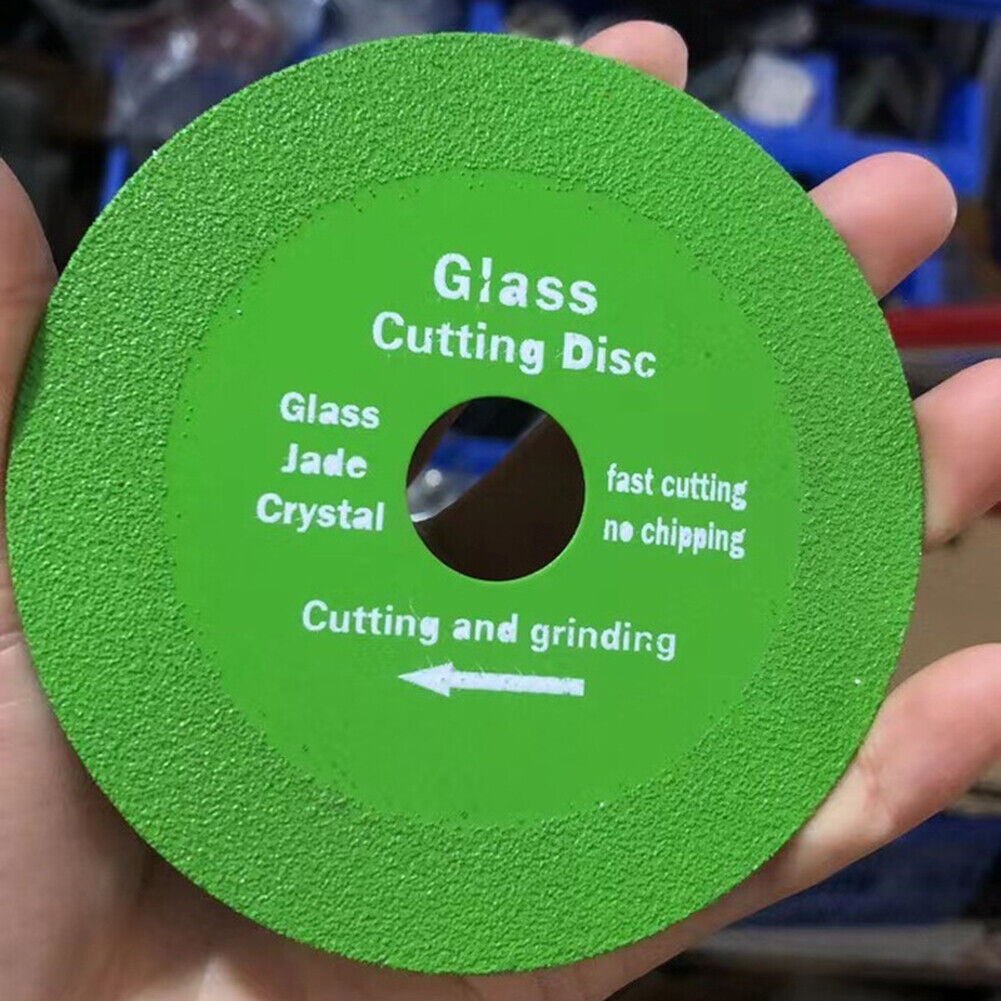 Glass
Cutting Disc
Glass
Jade
Crystal
fast cutting
no chipping
Cutting and grinding